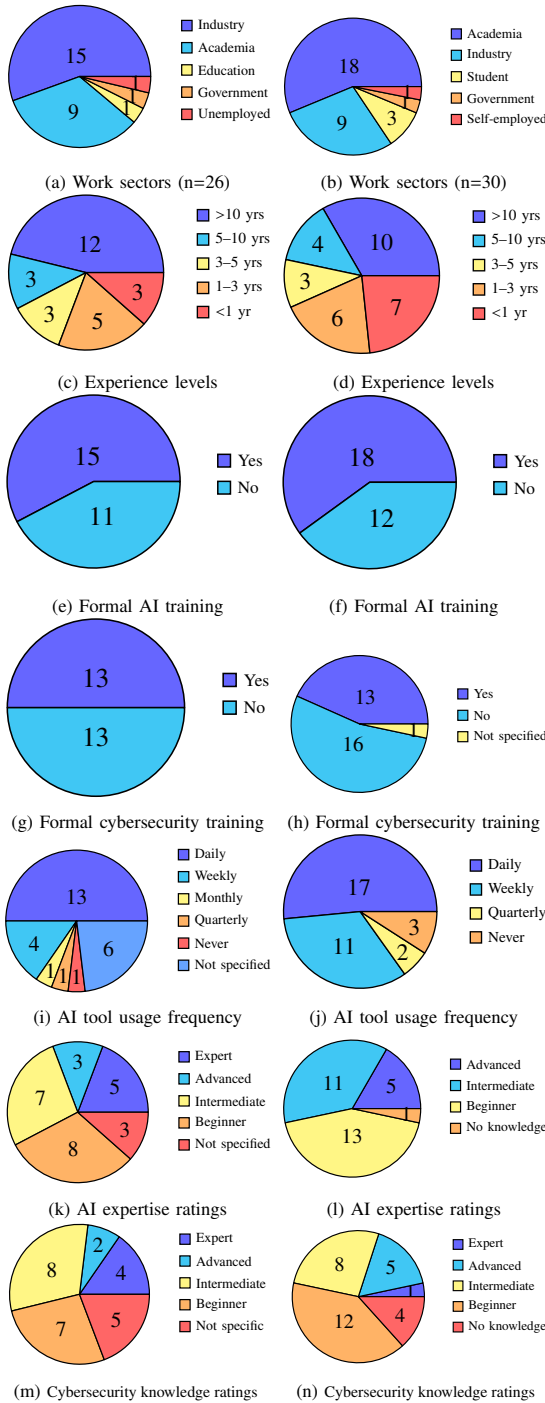 15
9
1
1
1
Industry
Academia
Education
Government
Unemployed
(a) Work sectors (n=26)
18
9
3
1
1
Academia
Industry
Student
Government
Self-employed
(b) Work sectors (n=30)
12
3
3
5
3
>10 yrs
5–10 yrs
3–5 yrs
1–3 yrs
<1 yr
(c) Experience levels
10
4
3
6
7
>10 yrs
5–10 yrs
3–5 yrs
1–3 yrs
<1 yr
(d) Experience levels
15
11
Yes
No
(e) Formal AI training
18
12
Yes
No
(f) Formal AI training
13
13
Yes
No
(g) Formal cybersecurity training
13
16
1
Yes
No
Not specified
(h) Formal cybersecurity training
13
4
1
1
1
6
Daily
Weekly
Monthly
Quarterly
Never
Not specified
(i) AI tool usage frequency
17
11
2
3
Daily
Weekly
Quarterly
Never
(j) AI tool usage frequency
5
3
7
8
3
Expert
Advanced
Intermediate
Beginner
Not specified
(k) AI expertise ratings
5
11
13
1
Advanced
Intermediate
Beginner
No knowledge
(l) AI expertise ratings
4
2
8
7
5
Expert
Advanced
Intermediate
Beginner
Not specific
(m) Cybersecurity knowledge ratings
1
5
8
12
4
Expert
Advanced
Intermediate
Beginner
No knowledge
(n) Cybersecurity knowledge ratings